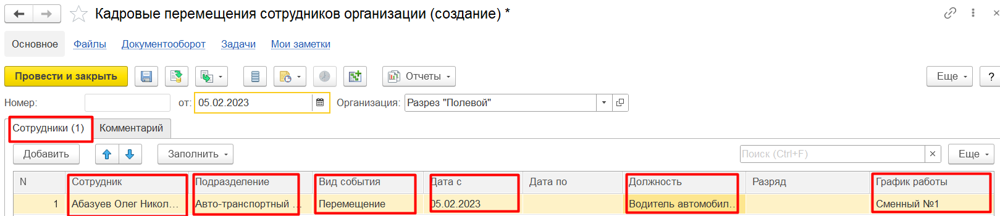 Кадровые перемещения сотрудников организации (создание) *
Основное Файлы Документооборот Задачи Мои заметки
Провести и закрыть Отчеты Еще ?
Номер: от: 05.02.2023 Организация: Разрез "Полевой"
Сотрудники (1) Комментарий
Добавить Заполнить Поиск (Ctrl+F) × Еще
N Сотрудник Подразделение Вид события Дата с Дата по Должность Разряд График работы
1 Абазуев Олег Никол... Авто-транспортный ... Перемещение 05.02.2023 Водитель автомобил... Сменный №1